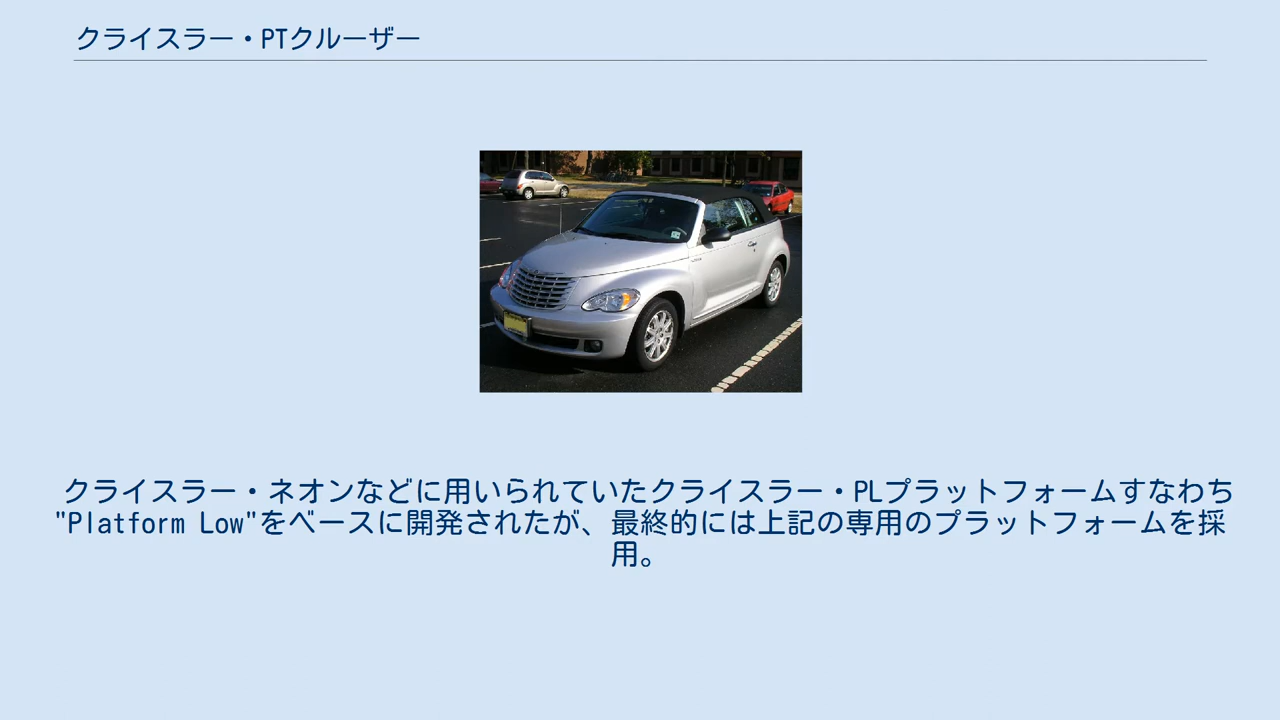 クライスラー・PTクルーザー
クライスラー・ネオンなどに用いられていたクライスラー・PLプラットフォームすなわち
"Platform Low"をベースに開発されたが、最終的には上記の専用のプラットフォームを採
用。